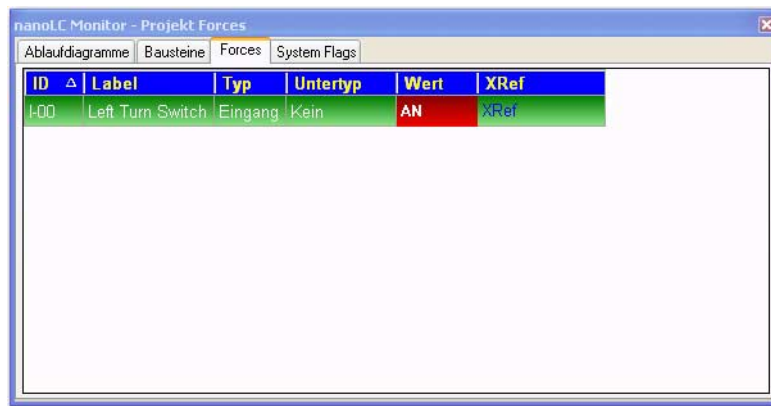 nanoLC Monitor - Projekt Forces
Ablaufdiagramme Bausteine Forces System Flags
ID Label Typ Untertyp Wert XRef
I-00 Left Turn Switch Eingang Kein AN XRef